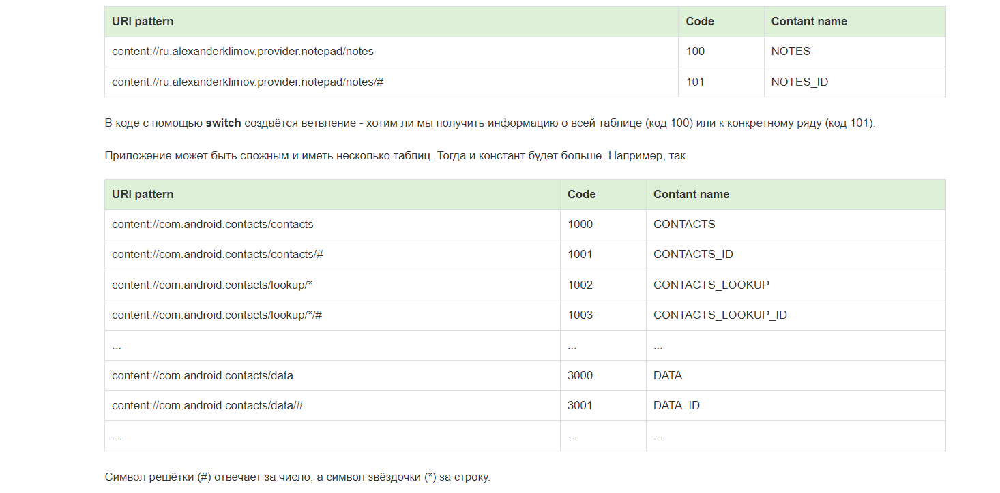 URI pattern Code Contant name
content://ru.alexanderklimov.provider.notepad/notes 100 NOTES
content://ru.alexanderklimov.provider.notepad/notes/# 101 NOTES_ID
В коде с помощью switch создаётся ветвление - хотим ли мы получить информацию о всей таблице (код 100) или к конкретному ряду (код 101).
Приложение может быть сложным и иметь несколько таблиц. Тогда и констант будет больше. Например, так.
URI pattern Code Contant name
content://com.android.contacts/contacts 1000 CONTACTS
content://com.android.contacts/contacts/# 1001 CONTACTS_ID
content://com.android.contacts/lookup/* 1002 CONTACTS_LOOKUP
content://com.android.contacts/lookup/*/# 1003 CONTACTS_LOOKUP_ID
... ... ...
content://com.android.contacts/data 3000 DATA
content://com.android.contacts/data/# 3001 DATA_ID
... ... ...
Символ решётки (#) отвечает за число, а символ звёздочки (*) за строку.